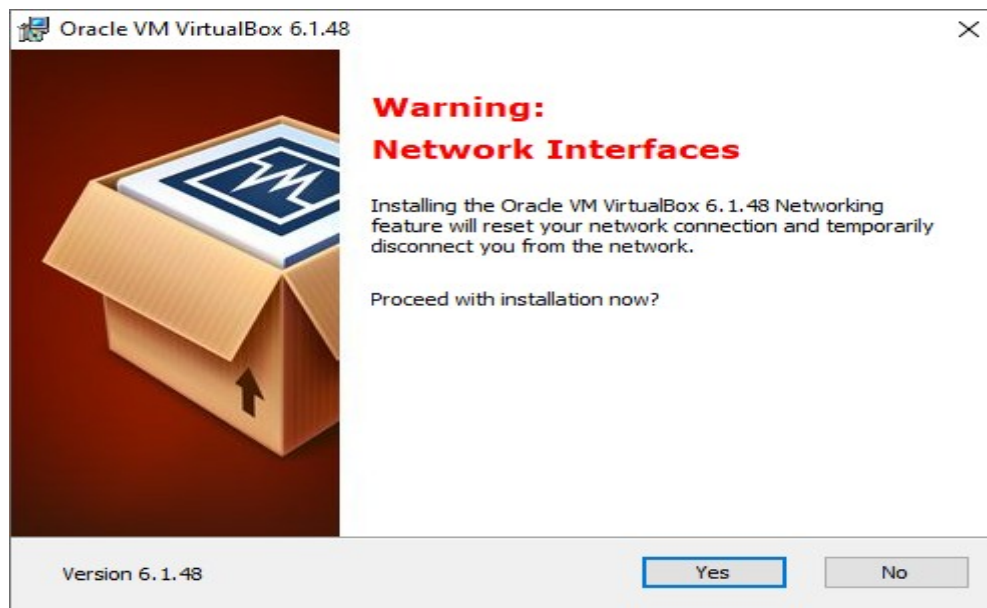 Oracle VM VirtualBox 6.1.48
Warning:
Network Interfaces
Installing the Oracle VM VirtualBox 6.1.48 Networking
feature will reset your network connection and temporarily
disconnect you from the network.
Proceed with installation now?
Version 6.1.48
Yes
No